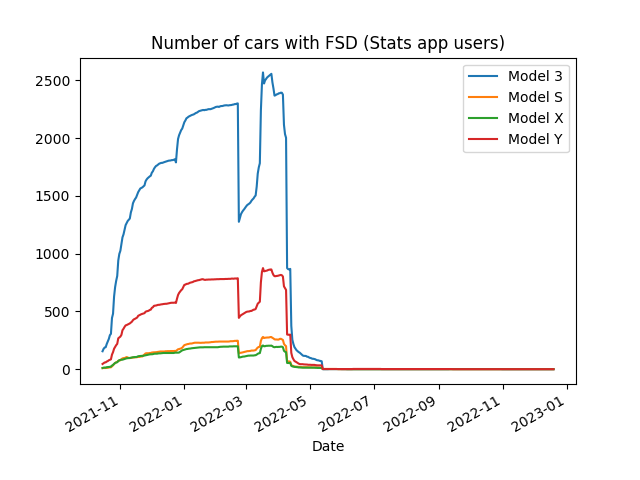 Number of cars with FSD (Stats app users)
Model 3
Model S
Model X
Model Y
2500
2000
1500
1000
500
0
2021-11
2022-01
2022-03
2022-05
2022-07
2022-09
2022-11
2023-01
Date